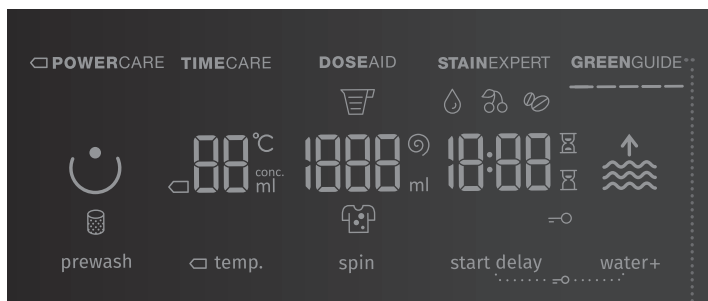 POWERCARE TIMECARE DOSEAID STAINEXPERT GREENGUIDE
88 °C 1888 18:88
conc.
ml ml
prewash temp. spin start delay water+